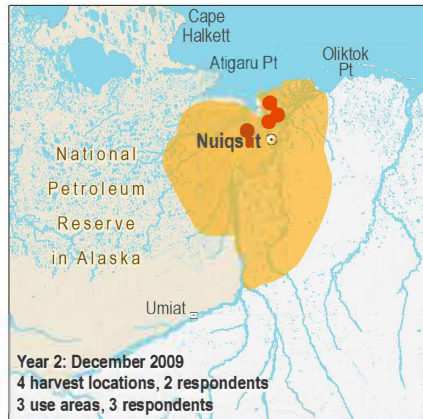 Cape
Halkett
Oliktok
Pt
Atigaru Pt
Nuiqsut
National
Petroleum
Reserve
in Alaska
Umiat
Year 2: December 2009
4 harvest locations, 2 respondents
3 use areas, 3 respondents